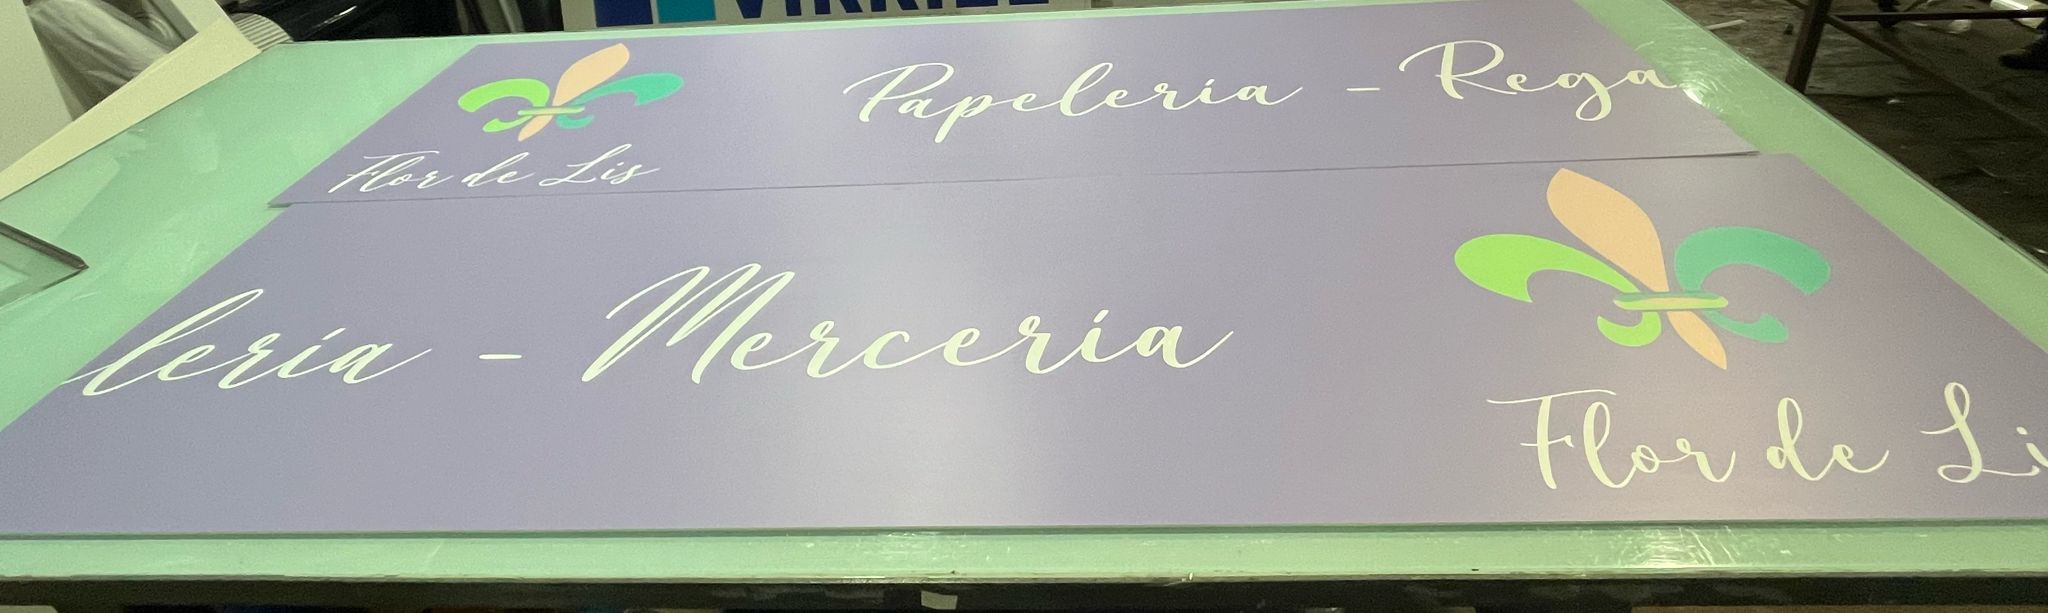 Papelería - Rega
Flor de Lis
lería - Mercería
Flor de Li